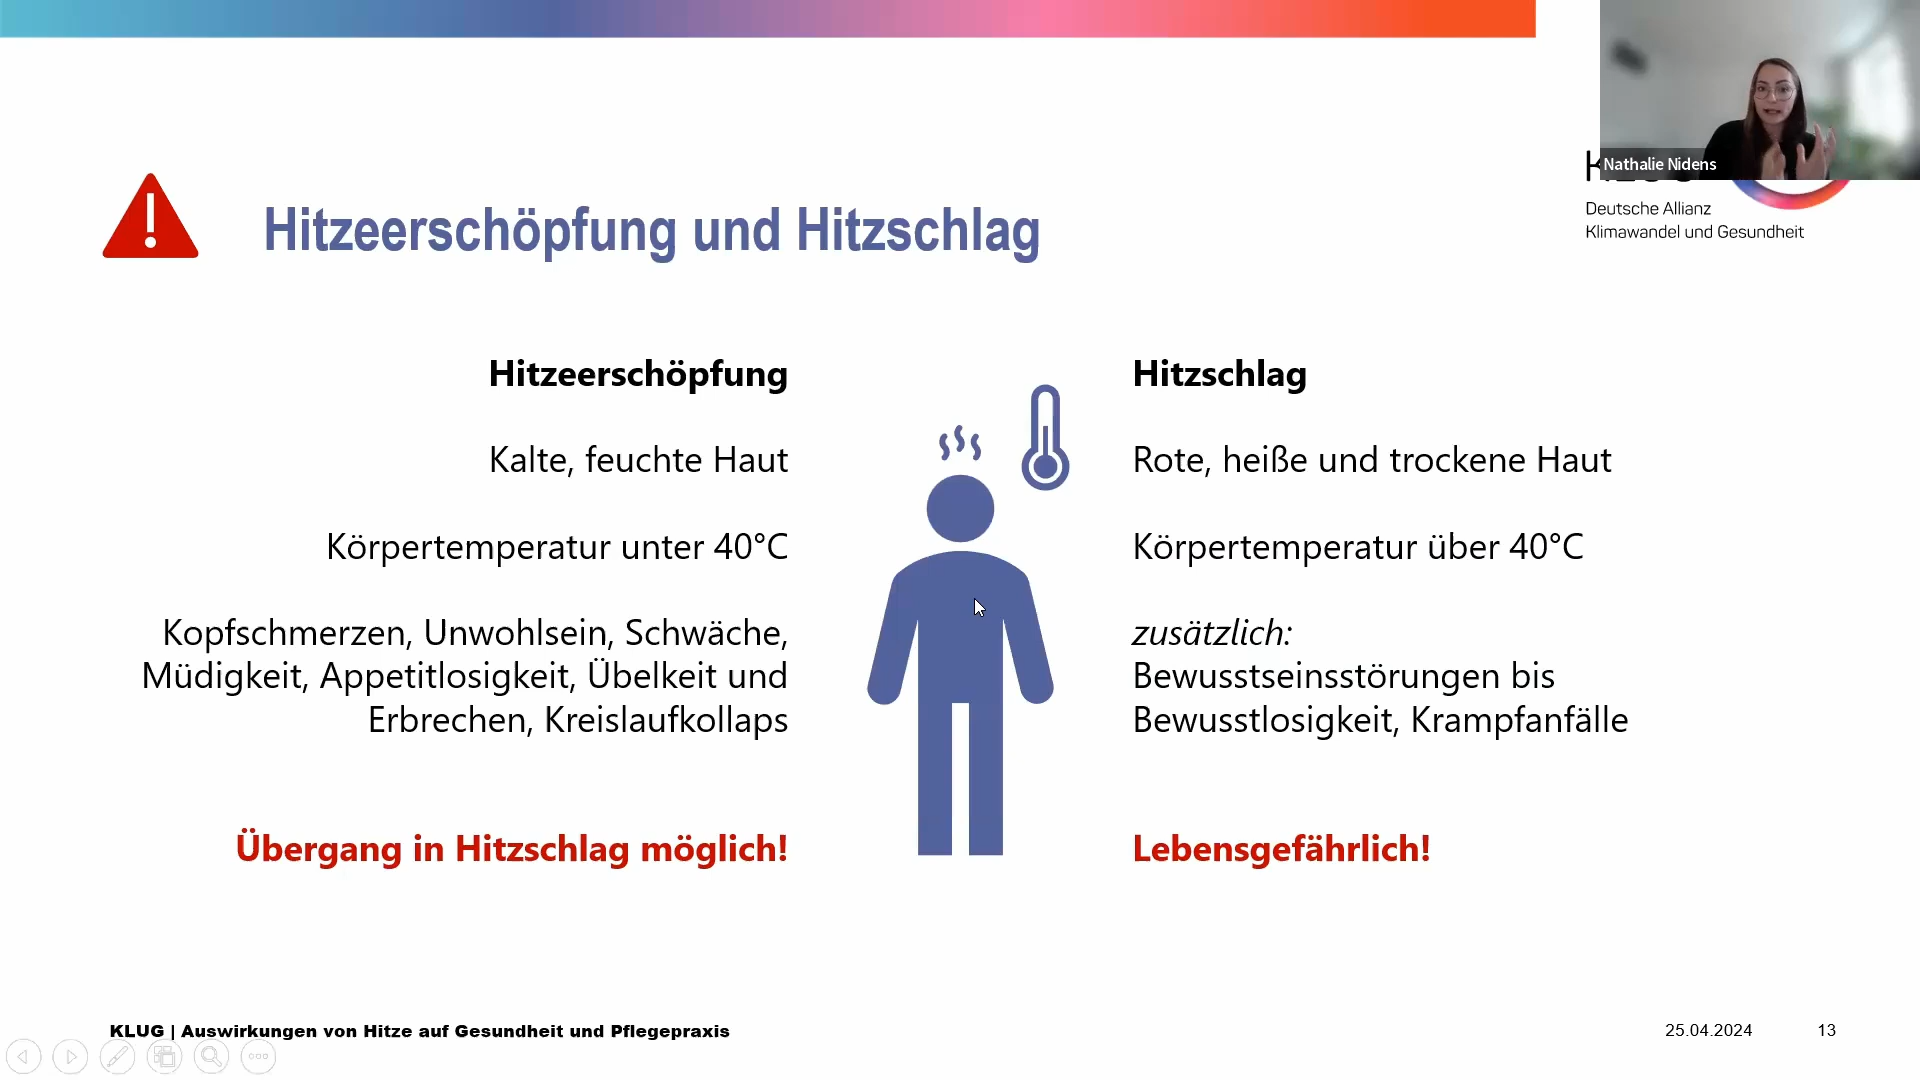 Nathalie Nidens
Deutsche Allianz
Klimawandel und Gesundheit
Hitzeerschöpfung und Hitzschlag
Hitzeerschöpfung
Kalte, feuchte Haut
Körpertemperatur unter 40°C
Kopfschmerzen, Unwohlsein, Schwäche,
Müdigkeit, Appetitlosigkeit, Übelkeit und
Erbrechen, Kreislaufkollaps
Übergang in Hitzschlag möglich!
Hitzschlag
Rote, heiße und trockene Haut
Körpertemperatur über 40°C
zusätzlich:
Bewusstseinsstörungen bis
Bewusstlosigkeit, Krampfanfälle
Lebensgefährlich!
KLUG | Auswirkungen von Hitze auf Gesundheit und Pflegepraxis
25.04.2024
13